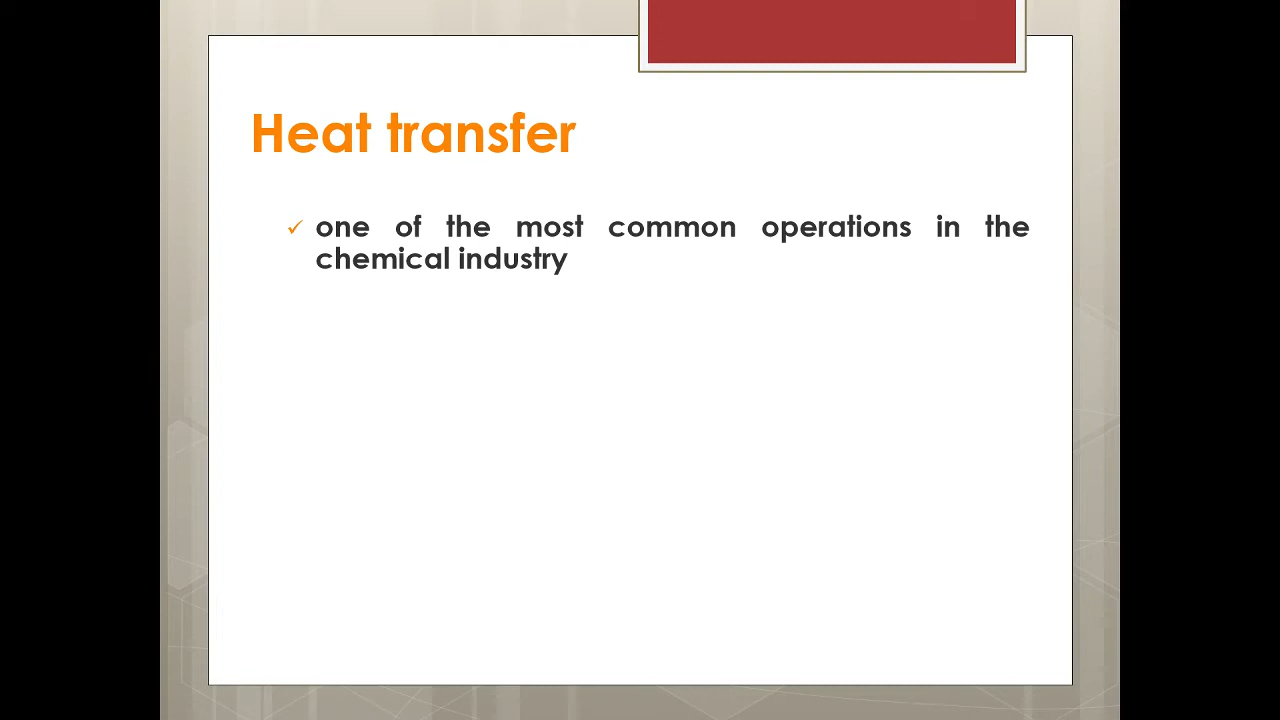 Heat transfer
✓ one of the most common operations in the
chemical industry